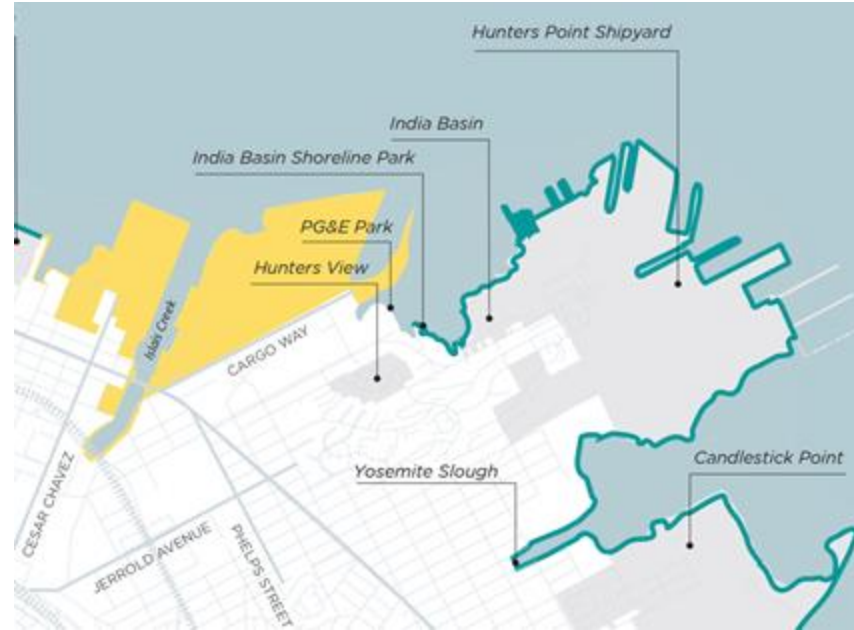 Hunters Point Shipyard
India Basin
India Basin Shoreline Park
PG&E Park
Hunters View
Islais Creek
CARGO WAY
Candlestick Point
Yosemite Slough
CESAR CHAVEZ
JERROLD AVENUE
PHELPS STREET